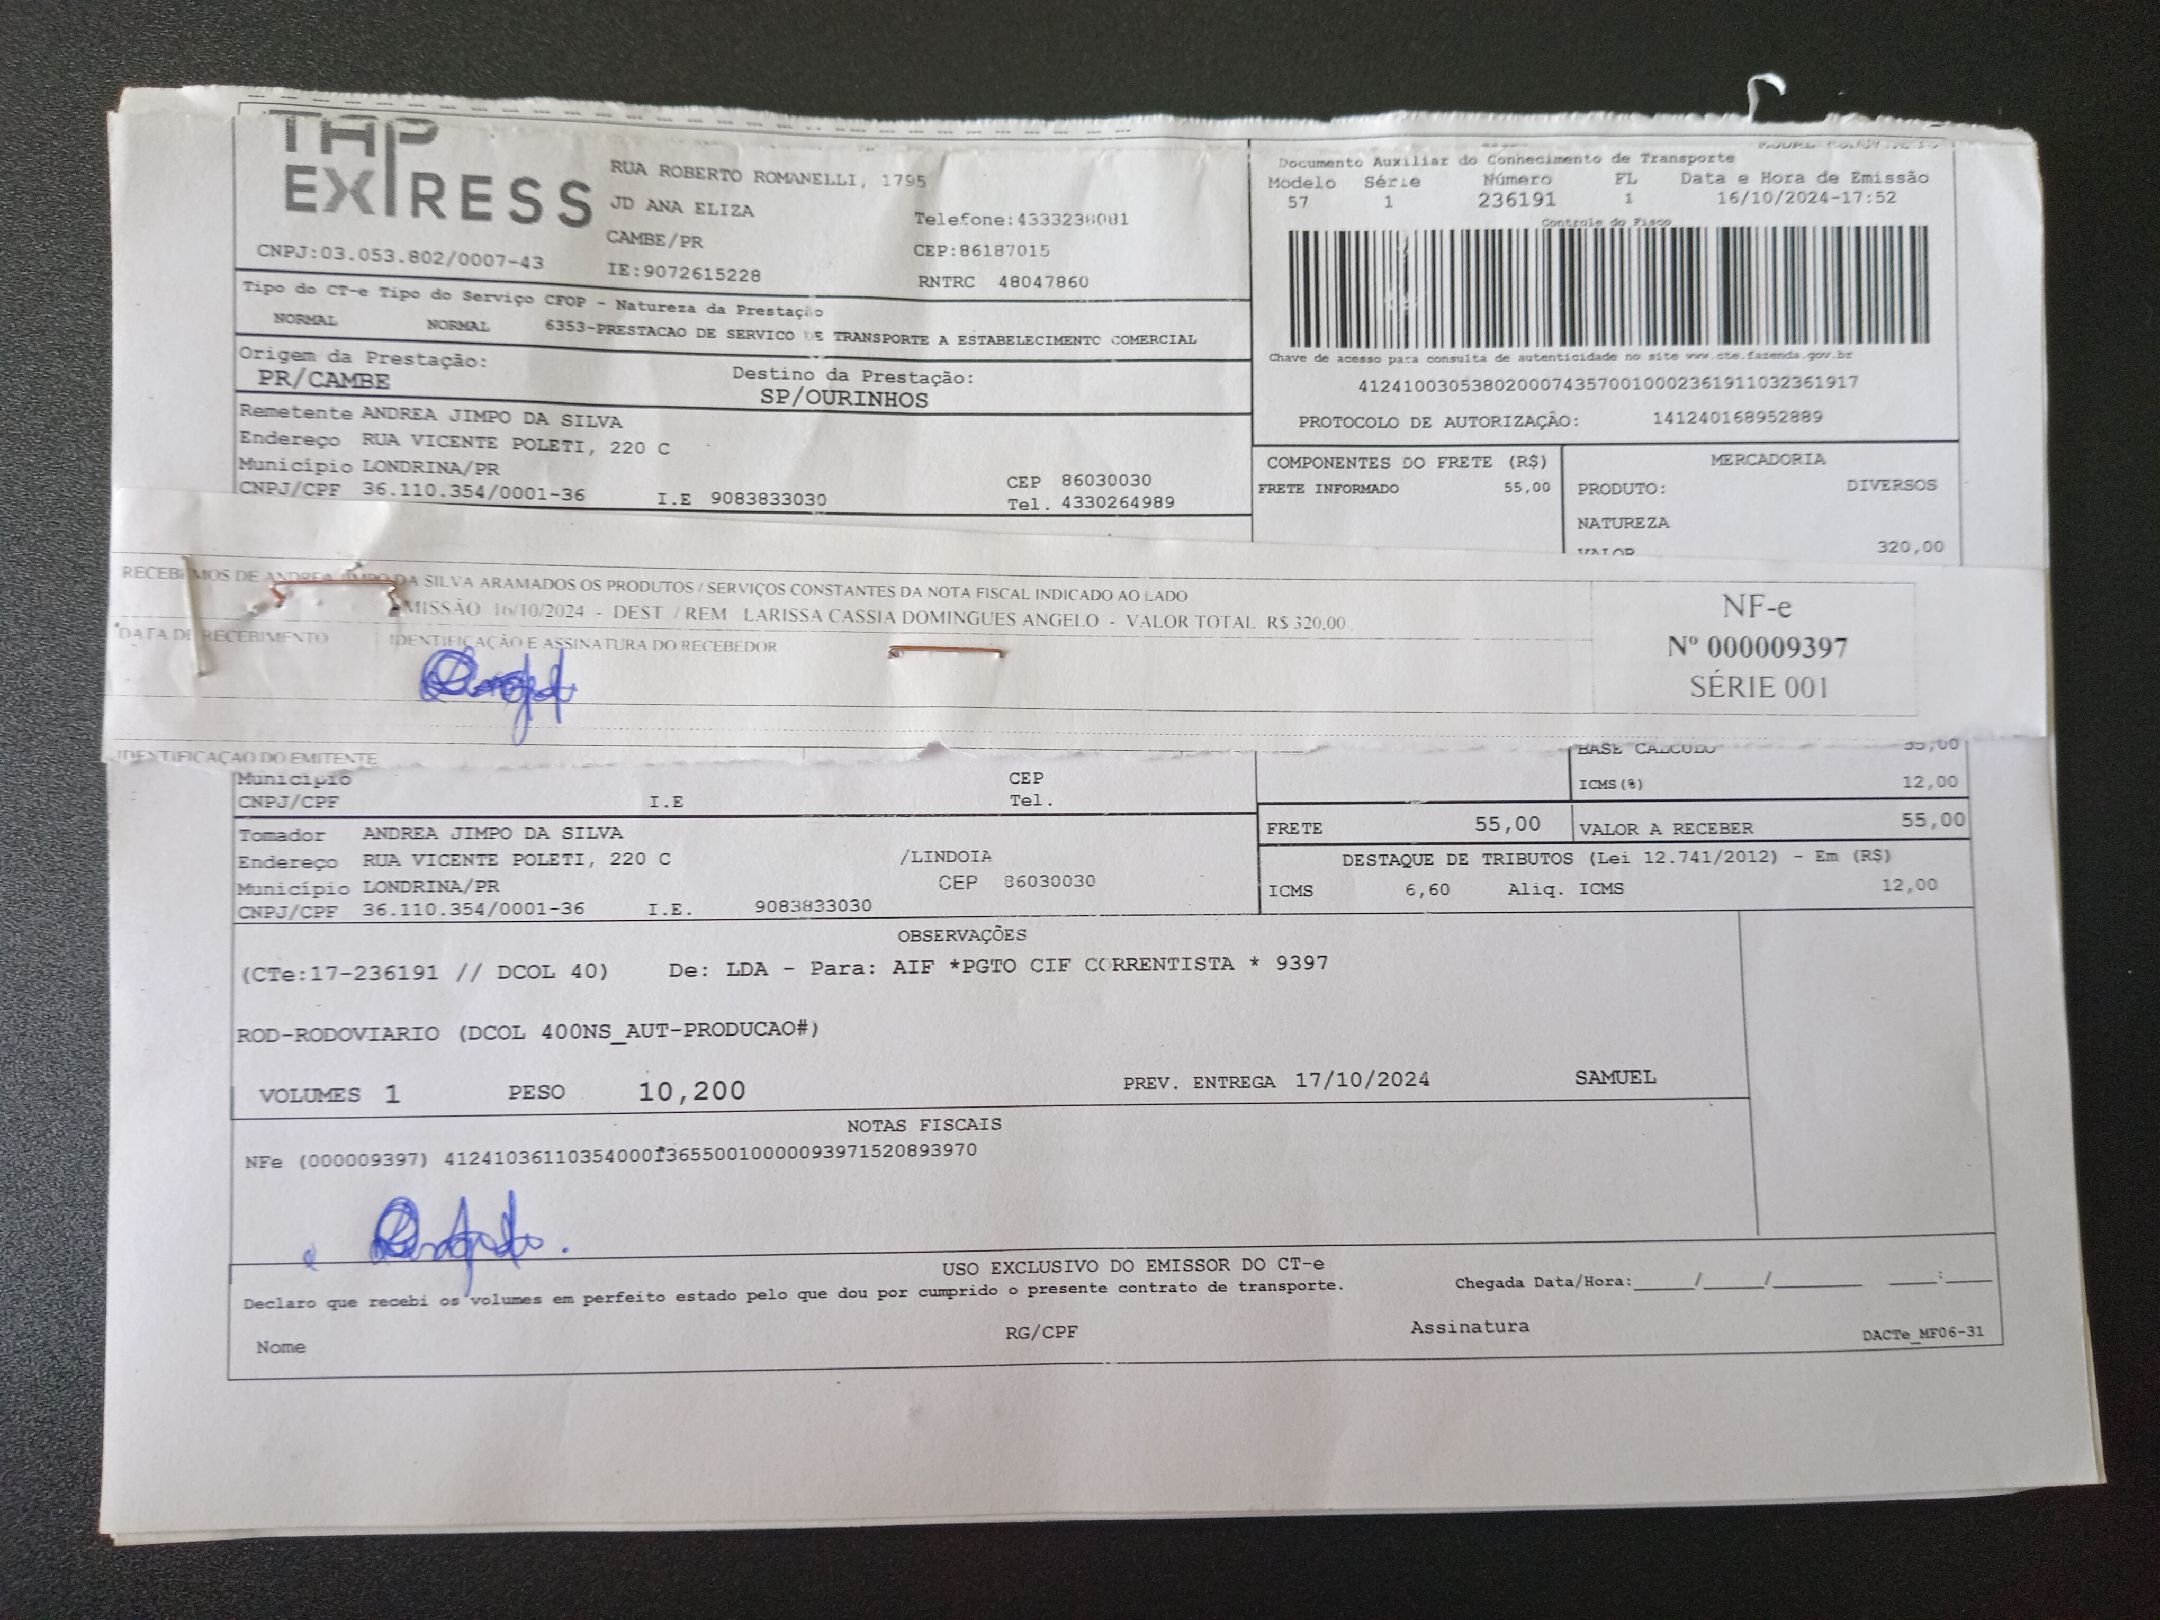 THP
EXPRESS
RUA ROBERTO ROMANELLI, 1795
JD ANA ELIZA
CAMBE/PR
IE:9072615228
Telefone:4333238081
CEP:86187015
RNTRC 48047860
CNPJ:03.053.802/0007-43
Tipo do CT-e Tipo do Serviço CFOP - Natureza da Prestação
NORMAL NORMAL 6353-PRESTACAO DE SERVICO DE TRANSPORTE A ESTABELECIMENTO COMERCIAL
Origem da Prestação:
PR/CAMBE
Destino da Prestação:
SP/OURINHOS
Remetente ANDREA JIMPO DA SILVA
Endereço RUA VICENTE POLETI, 220 C
Município LONDRINA/PR CEP 86030030
CNPJ/CPF 36.110.354/0001-36 I.E 9083833030 Tel. 4330264989
Documento Auxiliar do Conhecimento de Transporte
Modelo Série Número FL Data e Hora de Emissão
57 1 236191 1 16/10/2024-17:52
Controle do Fisco
Chave de acesso para consulta de autenticidade no site www.cte.fazenda.gov.br
41241003053802000743570010002361911032361917
PROTOCOLO DE AUTORIZAÇÃO: 141240168952889
COMPONENTES DO FRETE (R$)
FRETE INFORMADO 55,00
MERCADORIA
PRODUTO: DIVERSOS
NATUREZA
VALOR 320,00
RECEBEMOS DE ANDREA JIMPO DA SILVA ARAMADOS OS PRODUTOS / SERVIÇOS CONSTANTES DA NOTA FISCAL INDICADO AO LADO
EMISSÃO 16/10/2024 - DEST / REM LARISSA CASSIA DOMINGUES ANGELO - VALOR TOTAL R$ 320,00
DATA DE RECEBIMENTO IDENTIFICAÇÃO E ASSINATURA DO RECEBEDOR
NF-e
Nº 000009397
SÉRIE 001
IDENTIFICAÇÃO DO EMITENTE
Município CEP
CNPJ/CPF I.E Tel.
BASE CALCULO 55,00
ICMS(%) 12,00
FRETE 55,00 VALOR A RECEBER 55,00
Tomador ANDREA JIMPO DA SILVA
Endereço RUA VICENTE POLETI, 220 C /LINDOIA
Município LONDRINA/PR CEP 86030030
CNPJ/CPF 36.110.354/0001-36 I.E. 9083833030
DESTAQUE DE TRIBUTOS (Lei 12.741/2012) - Em (R$)
ICMS 6,60 Aliq. ICMS 12,00
OBSERVAÇÕES
(CTe:17-236191 // DCOL 40) De: LDA - Para: AIF *PGTO CIF CORRENTISTA * 9397
ROD-RODOVIARIO (DCOL 400NS_AUT-PRODUCAO#)
VOLUMES 1 PESO 10,200 PREV. ENTREGA 17/10/2024 SAMUEL
NOTAS FISCAIS
NFe (000009397) 41241036110354000136550010000093971520893970
USO EXCLUSIVO DO EMISSOR DO CT-e
Declaro que recebi os volumes em perfeito estado pelo que dou por cumprido o presente contrato de transporte.
Chegada Data/Hora:_____/_____/_______ ____:____
Nome RG/CPF Assinatura
DACTe_MF06-31